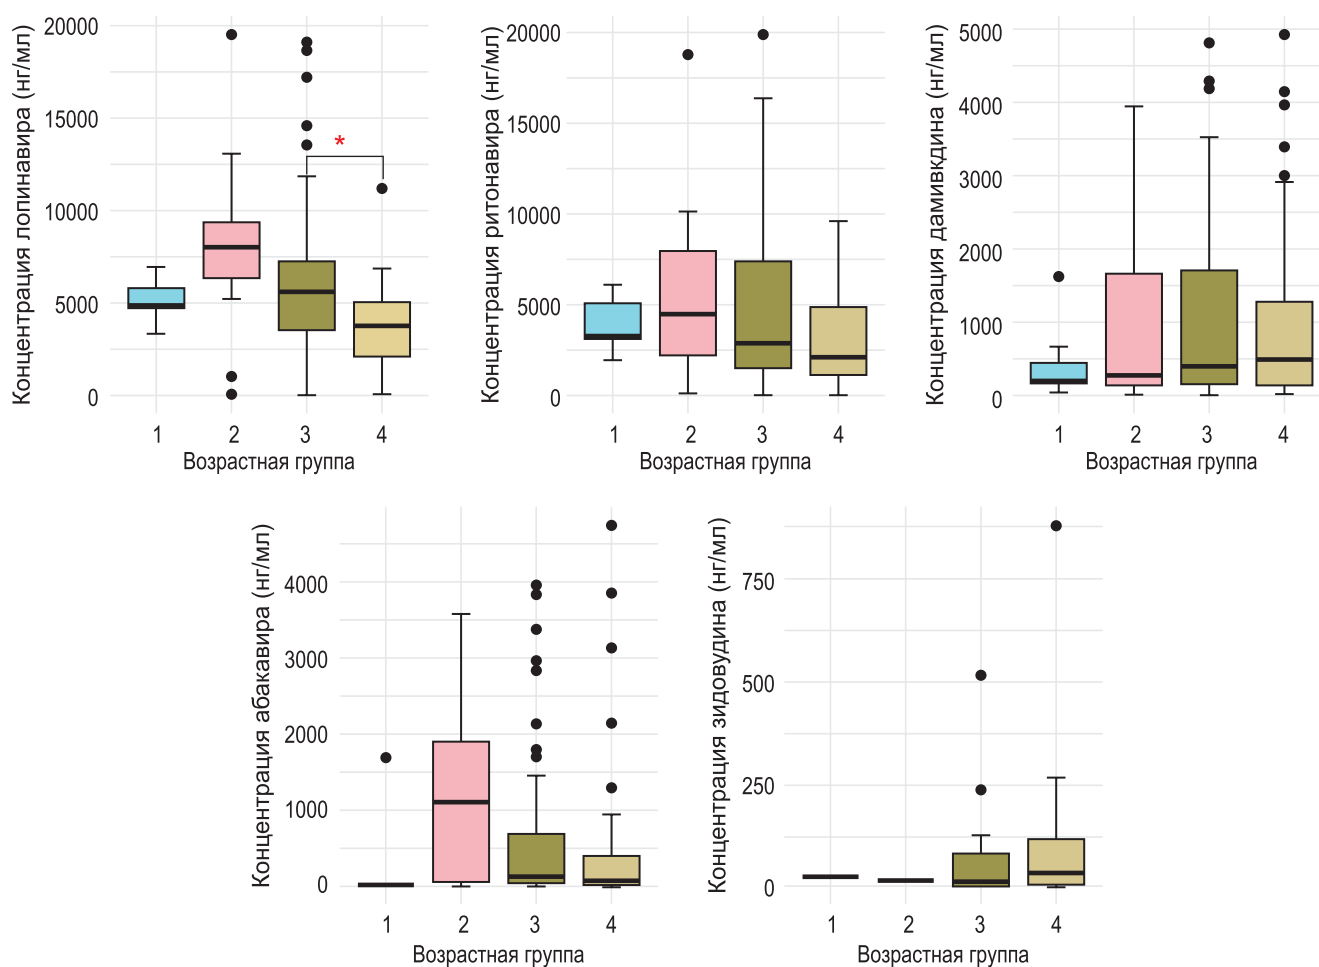 Концентрация лопинавира (нг/мл)
20000
15000
10000
5000
0
*
1 2 3 4
Возрастная группа
Концентрация ритонавира (нг/мл)
20000
15000
10000
5000
0
1 2 3 4
Возрастная группа
Концентрация дамивкдина (нг/мл)
5000
4000
3000
2000
1000
0
1 2 3 4
Возрастная группа
Концентрация абакавира (нг/мл)
4000
3000
2000
1000
0
1 2 3 4
Возрастная группа
Концентрация зидовудина (нг/мл)
750
500
250
0
1 2 3 4
Возрастная группа